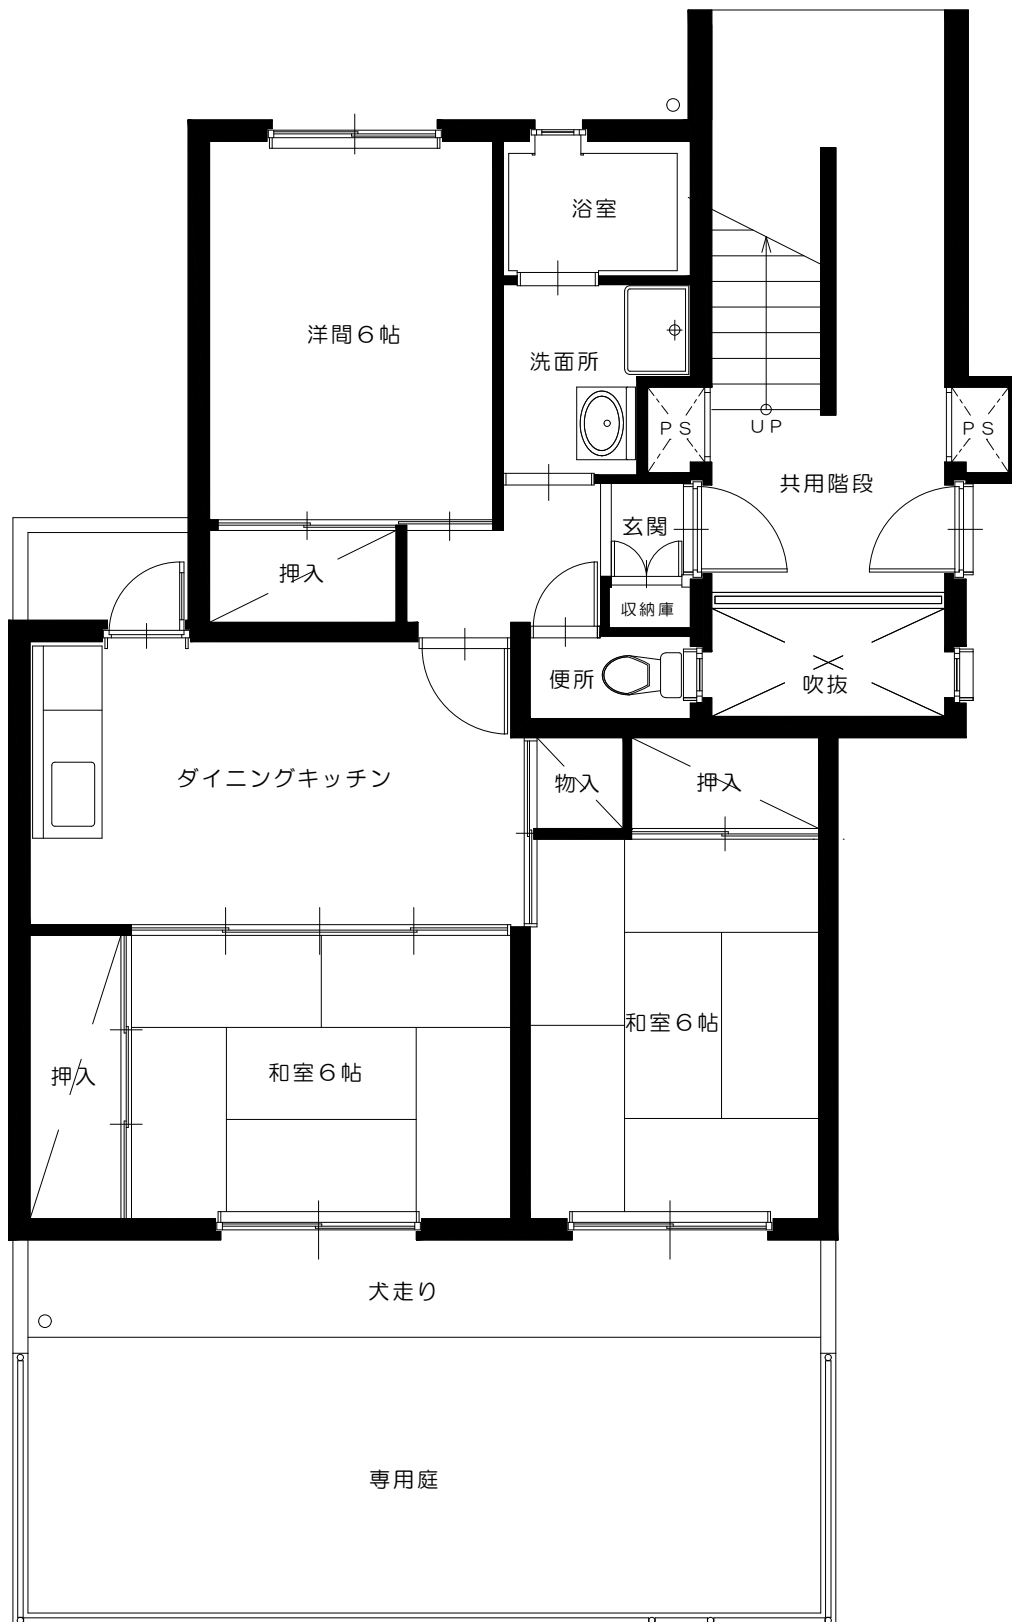 浴室
洋間6帖
洗面所
PS
UP
PS
共用階段
玄関
押入
収納庫
便所
吹抜
ダイニングキッチン
物入
押入
和室6帖
押入
和室6帖
犬走り
専用庭